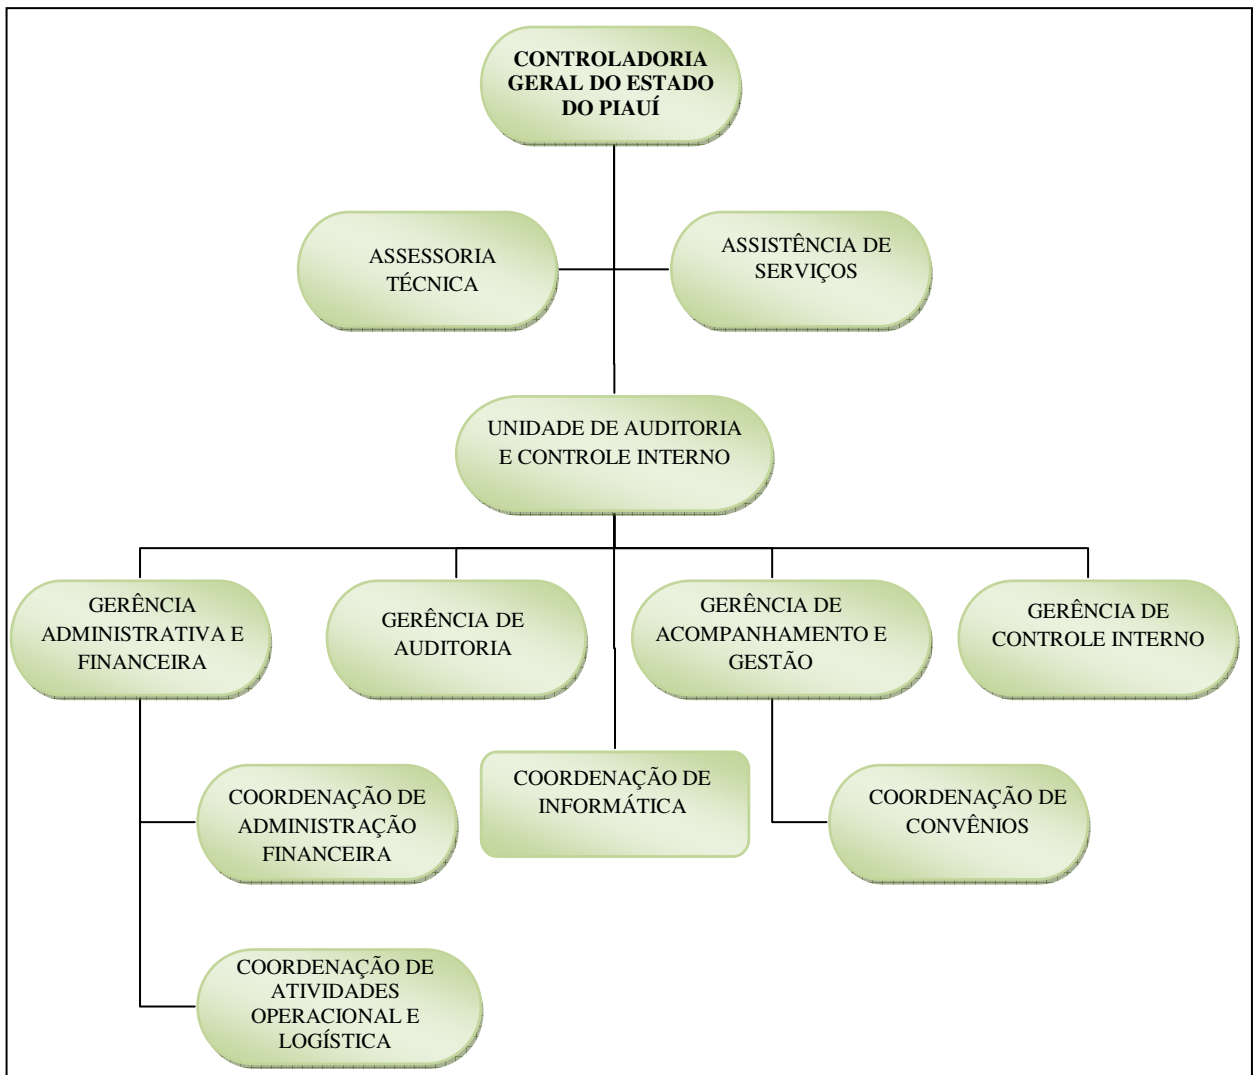 CONTROLADORIA
GERAL DO ESTADO
DO PIAUÍ
ASSESSORIA
TÉCNICA
ASSISTÊNCIA DE
SERVIÇOS
UNIDADE DE AUDITORIA
E CONTROLE INTERNO
GERÊNCIA
ADMINISTRATIVA E
FINANCEIRA
GERÊNCIA DE
AUDITORIA
GERÊNCIA DE
ACOMPANHAMENTO E
GESTÃO
GERÊNCIA DE
CONTROLE INTERNO
COORDENAÇÃO DE
ADMINISTRAÇÃO
FINANCEIRA
COORDENAÇÃO DE
INFORMÁTICA
COORDENAÇÃO DE
CONVÊNIOS
COORDENAÇÃO DE
ATIVIDADES
OPERACIONAL E
LOGÍSTICA